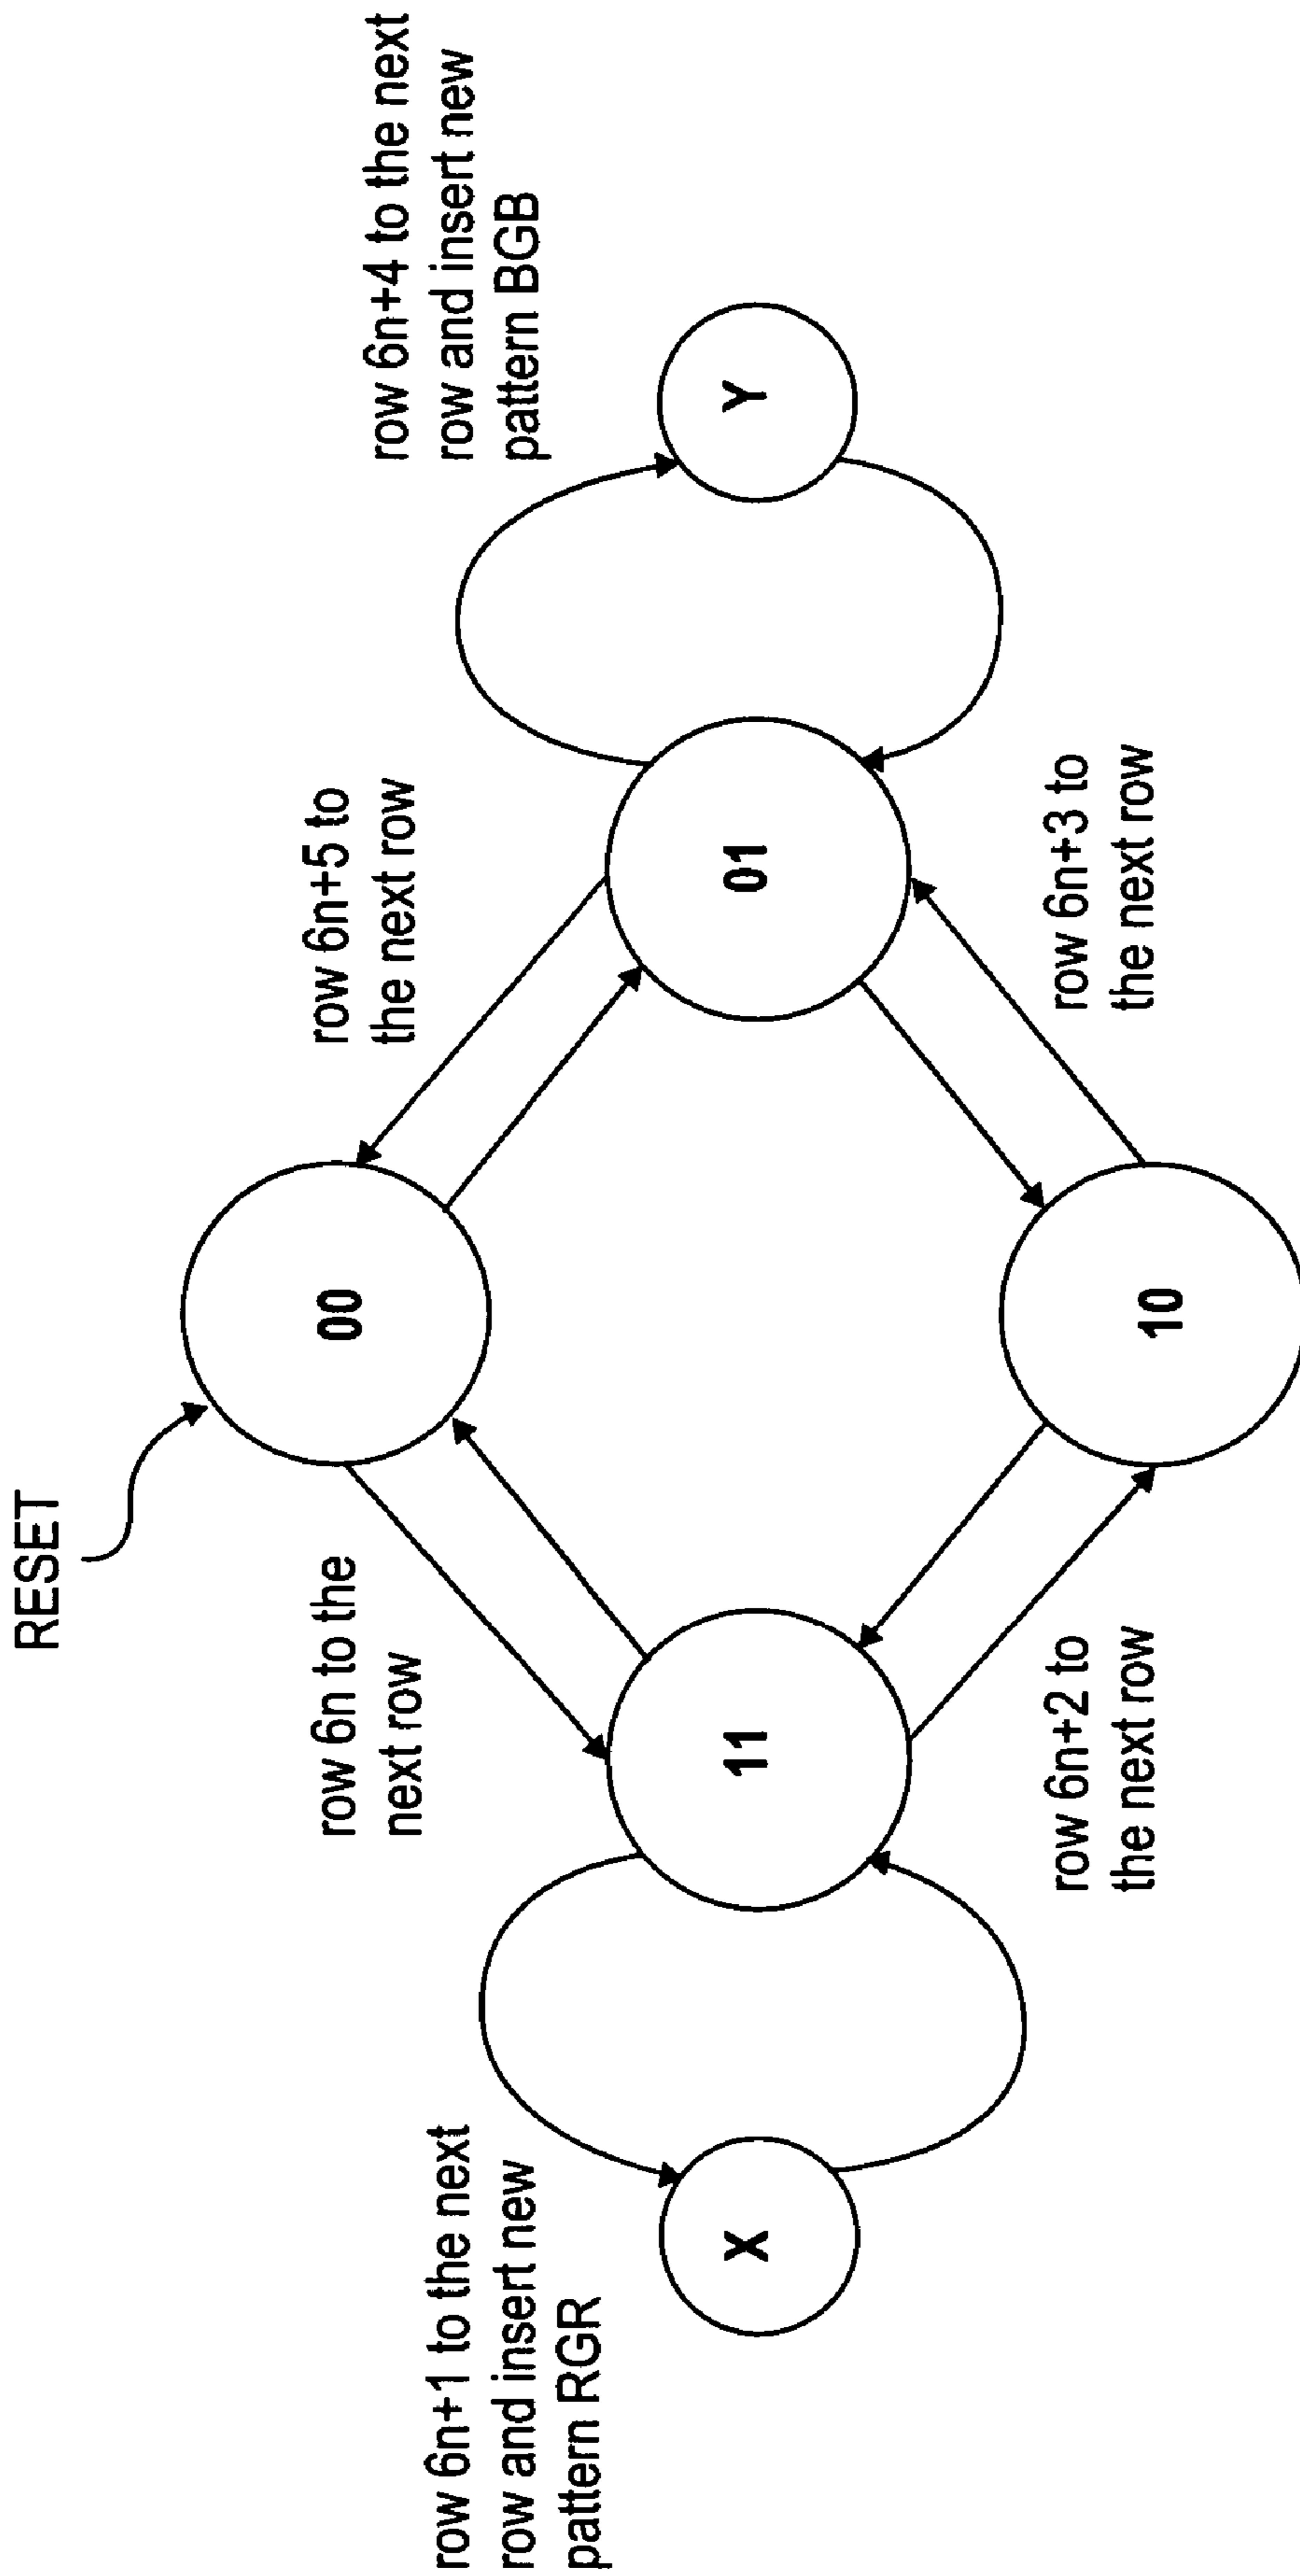 RESET
row 6n to the
next row
00
row 6n+5 to
the next row
row 6n+4 to the next
row and insert new
pattern BGB
row 6n+1 to the next
row and insert new
pattern RGR
X
11
01
Y
row 6n+2 to
the next row
10
row 6n+3 to
the next row